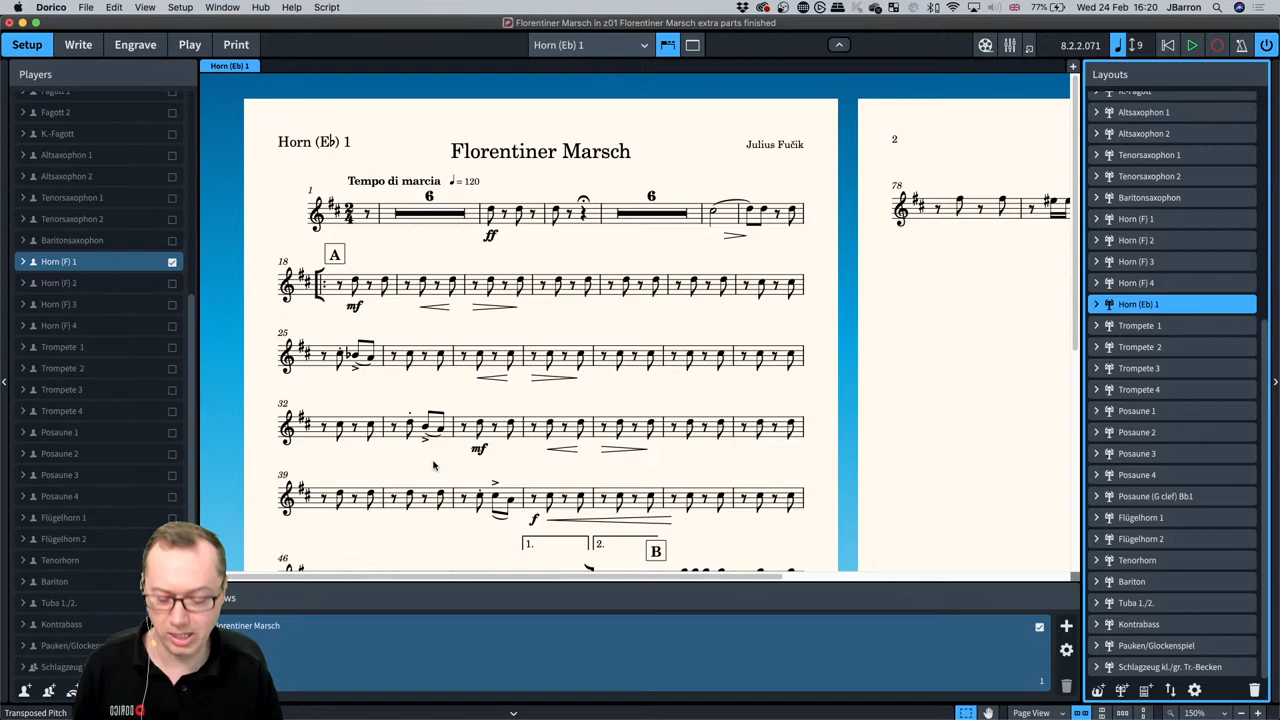 Dorico File Edit View Setup Window Hub Help Script 77% Wed 24 Feb 16:20 JBarron
Florentiner Marsch in z01 Florentiner Marsch extra parts finished
Setup Write Engrave Play Print Horn (Eb) 1 8.2.2.071 9
Horn (Eb) 1
Players
Fagott 2
K.-Fagott
Altsaxophon 1
Altsaxophon 2
Tenorsaxophon 1
Tenorsaxophon 2
Baritonsaxophon
Horn (F) 1
Horn (F) 2
Horn (F) 3
Horn (F) 4
Trompete 1
Trompete 2
Trompete 3
Trompete 4
Posaune 1
Posaune 2
Posaune 3
Posaune 4
Flügelhorn 1
Flügelhorn 2
Tenorhorn
Bariton
Tuba 1./2.
Kontrabass
Pauken/Glocken
Schlagzeug
Horn (E♭) 1
Florentiner Marsch
Julius Fučik
Tempo di marcia ♩= 120
1 6 6
ff
A
18
mf
25
32
mf
39
f
1. 2. B
46
2
78
ws
orentiner Marsch
1
DORICO
Layouts
K.-Fagott
Altsaxophon 1
Altsaxophon 2
Tenorsaxophon 1
Tenorsaxophon 2
Baritonsaxophon
Horn (F) 1
Horn (F) 2
Horn (F) 3
Horn (F) 4
Horn (Eb) 1
Trompete 1
Trompete 2
Trompete 3
Trompete 4
Posaune 1
Posaune 2
Posaune 3
Posaune 4
Posaune (G clef) Bb1
Flügelhorn 1
Flügelhorn 2
Tenorhorn
Bariton
Tuba 1./2.
Kontrabass
Pauken/Glockenspiel
Schlagzeug kl./gr. Tr.-Becken
Transposed Pitch Page View 150%